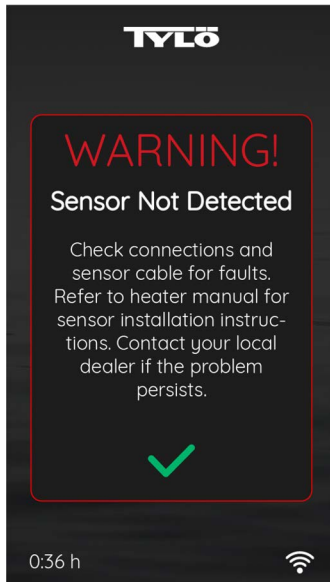 TYLÖ
WARNING!
Sensor Not Detected
Check connections and
sensor cable for faults.
Refer to heater manual for
sensor installation instruc-
tions. Contact your local
dealer if the problem
persists.
0:36 h